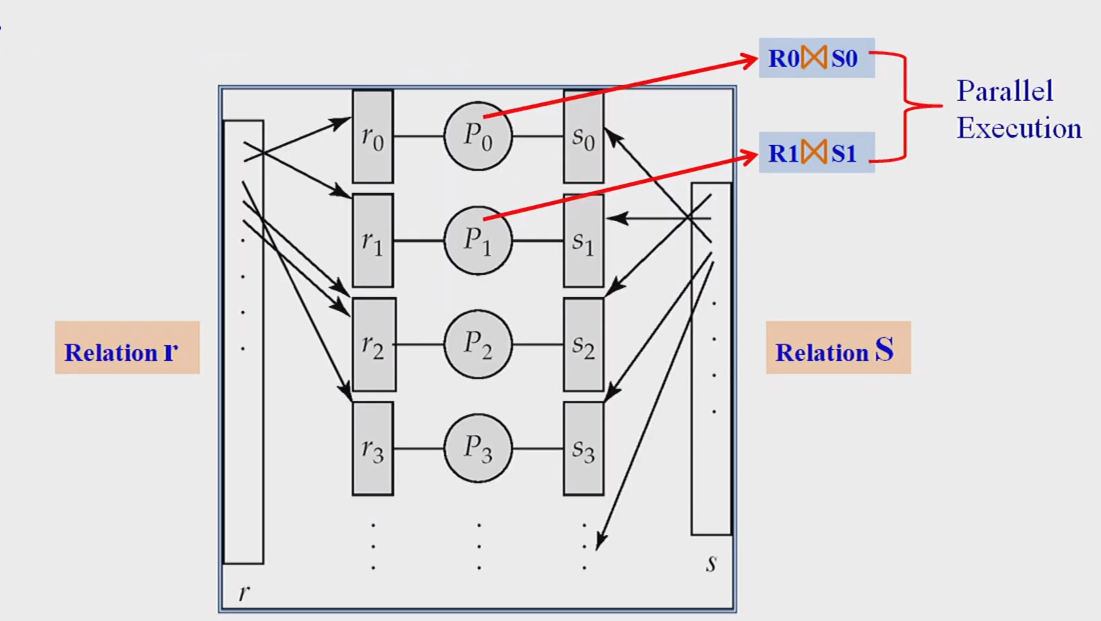 R0⋈S0
Parallel
Execution
R1⋈S1
r₀ P₀ s₀
r₁ P₁ s₁
r₂ P₂ s₂
Relation r
Relation S
r₃ P₃ s₃
r
s